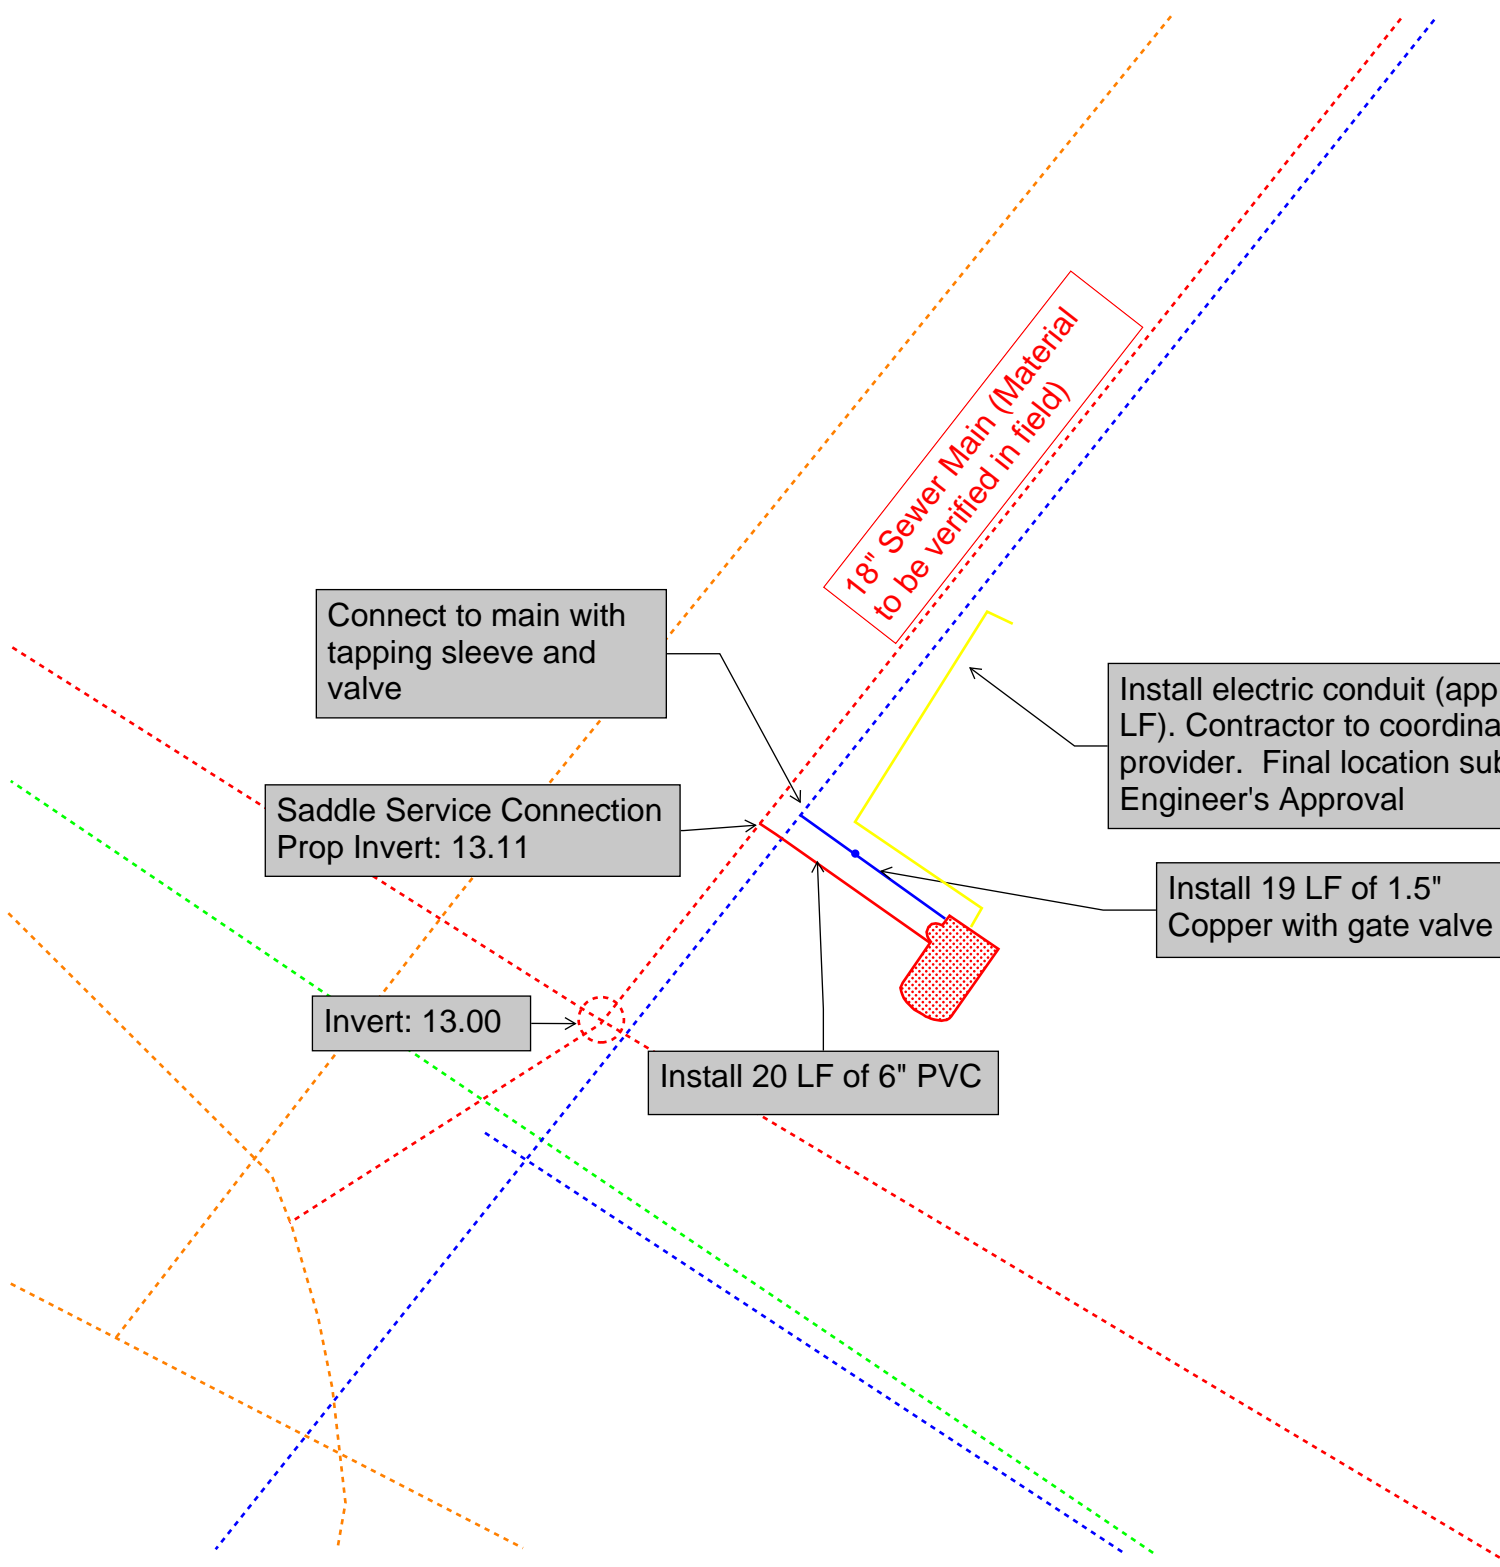 18" Sewer Main (Material
to be verified in field)
Connect to main with
tapping sleeve and
valve
Install electric conduit (app
LF). Contractor to coordina
provider.  Final location sub
Engineer's Approval
Saddle Service Connection
Prop Invert: 13.11
Install 19 LF of 1.5"
Copper with gate valve
Invert: 13.00
Install 20 LF of 6" PVC